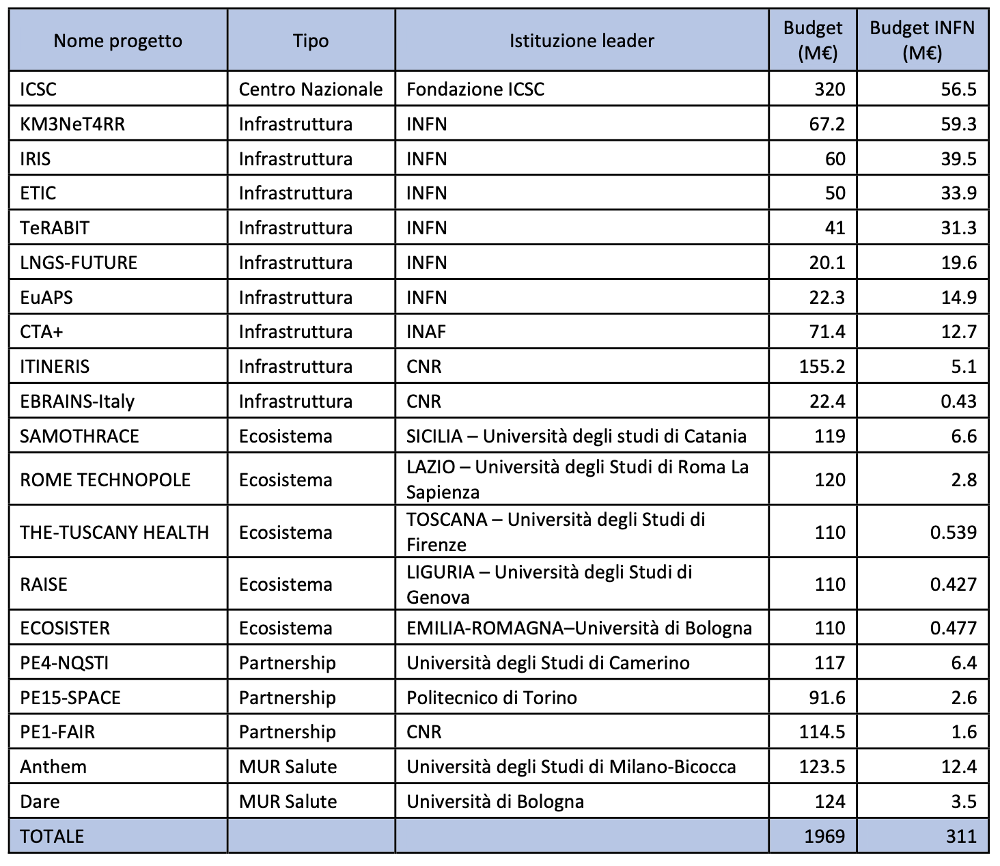 Nome progetto Tipo Istituzione leader Budget (M€) Budget INFN (M€)
ICSC Centro Nazionale Fondazione ICSC 320 56.5
KM3NeT4RR Infrastruttura INFN 67.2 59.3
IRIS Infrastruttura INFN 60 39.5
ETIC Infrastruttura INFN 50 33.9
TeRABIT Infrastruttura INFN 41 31.3
LNGS-FUTURE Infrastruttura INFN 20.1 19.6
EuAPS Infrastruttura INFN 22.3 14.9
CTA+ Infrastruttura INAF 71.4 12.7
ITINERIS Infrastruttura CNR 155.2 5.1
EBRAINS-Italy Infrastruttura CNR 22.4 0.43
SAMOTHRACE Ecosistema SICILIA – Università degli studi di Catania 119 6.6
ROME TECHNOPOLE Ecosistema LAZIO – Università degli Studi di Roma La Sapienza 120 2.8
THE-TUSCANY HEALTH Ecosistema TOSCANA – Università degli Studi di Firenze 110 0.539
RAISE Ecosistema LIGURIA – Università degli Studi di Genova 110 0.427
ECOSISTER Ecosistema EMILIA-ROMAGNA–Università di Bologna 110 0.477
PE4-NQSTI Partnership Università degli Studi di Camerino 117 6.4
PE15-SPACE Partnership Politecnico di Torino 91.6 2.6
PE1-FAIR Partnership CNR 114.5 1.6
Anthem MUR Salute Università degli Studi di Milano-Bicocca 123.5 12.4
Dare MUR Salute Università di Bologna 124 3.5
TOTALE 1969 311